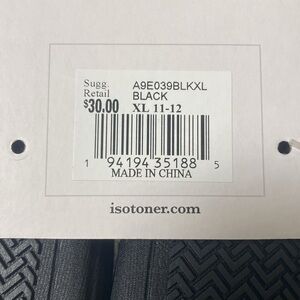 Sugg. A9E039BLKXL
Retail BLACK
$30.00 XL 11-12
1 94194 35188 5
MADE IN CHINA
isotoner.com